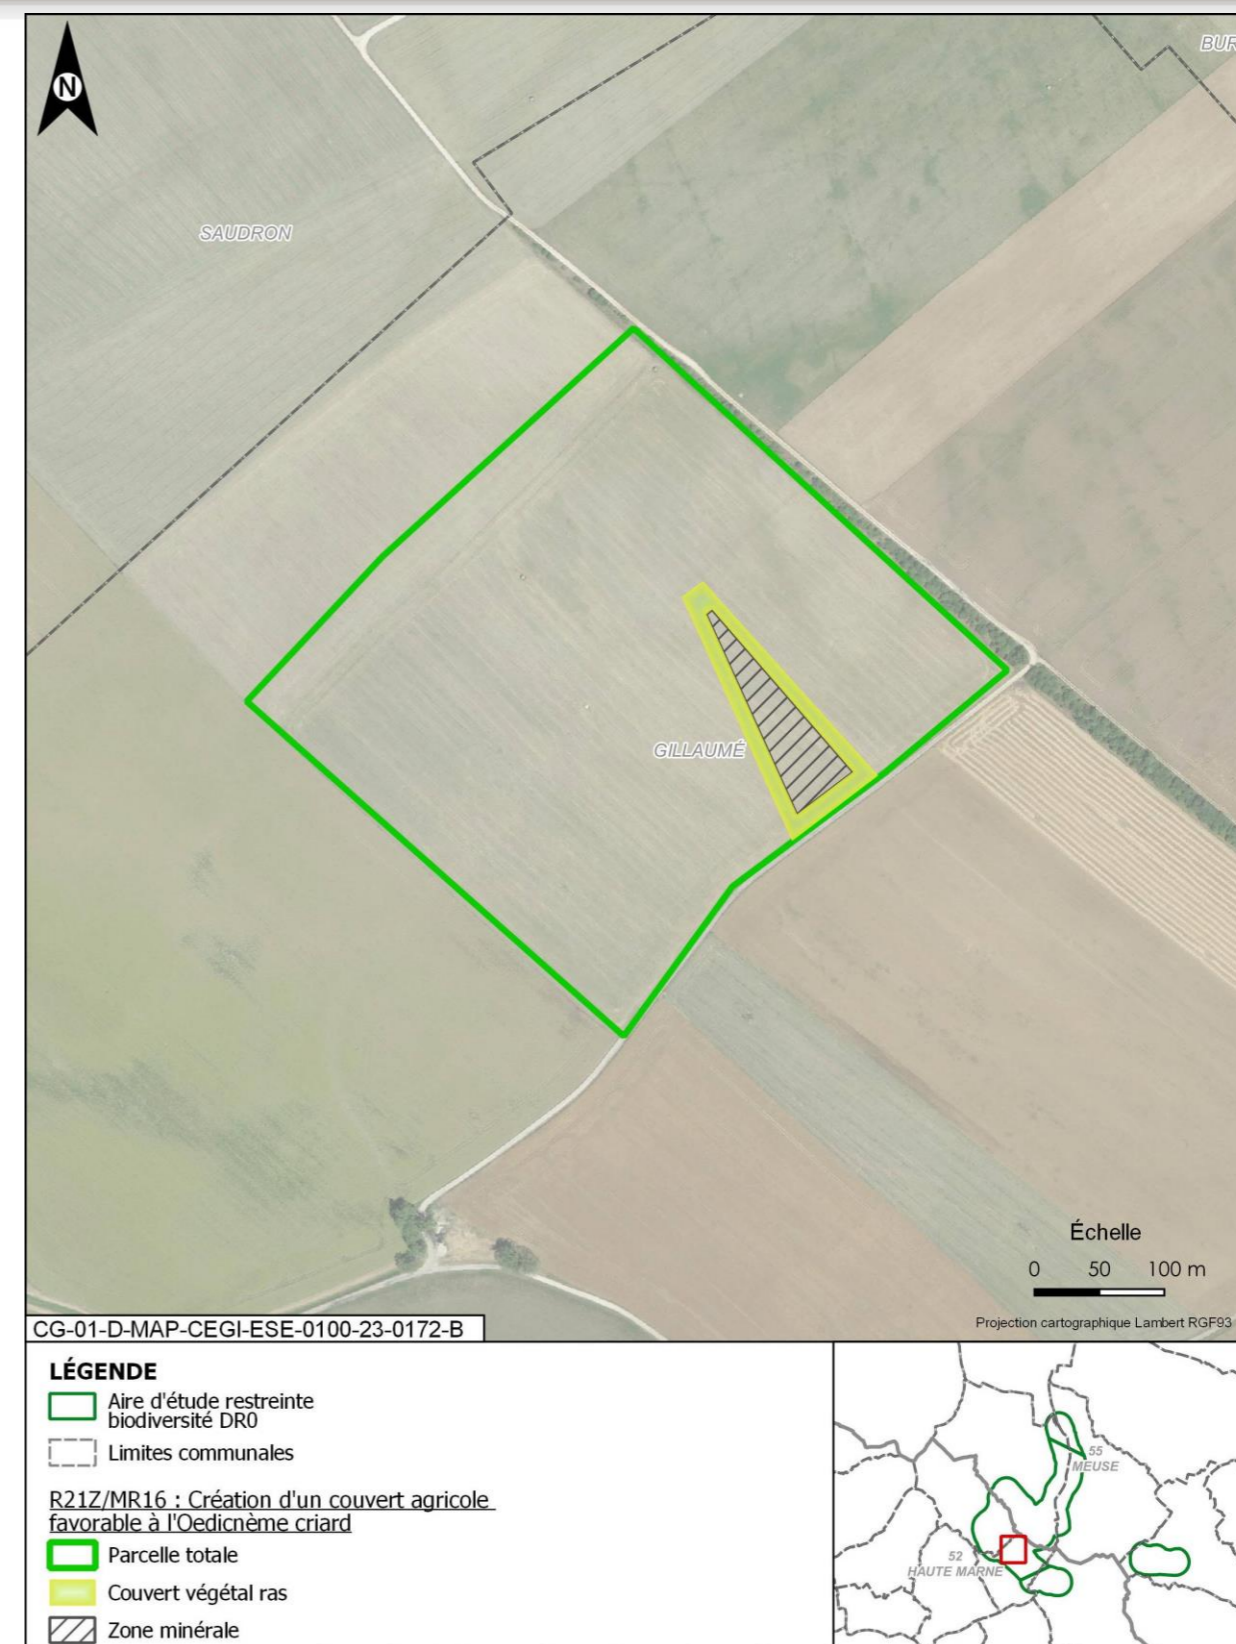 N
BUR
SAUDRON
GILLAUMÉ
Échelle
0 50 100 m
Projection cartographique Lambert RGF93
CG-01-D-MAP-CEGI-ESE-0100-23-0172-B
LÉGENDE
Aire d'étude restreinte
biodiversité DR0
Limites communales
R21Z/MR16 : Création d'un couvert agricole
favorable à l'Oedicnème criard
Parcelle totale
Couvert végétal ras
Zone minérale
55
MEUSE
52
HAUTE MARNE